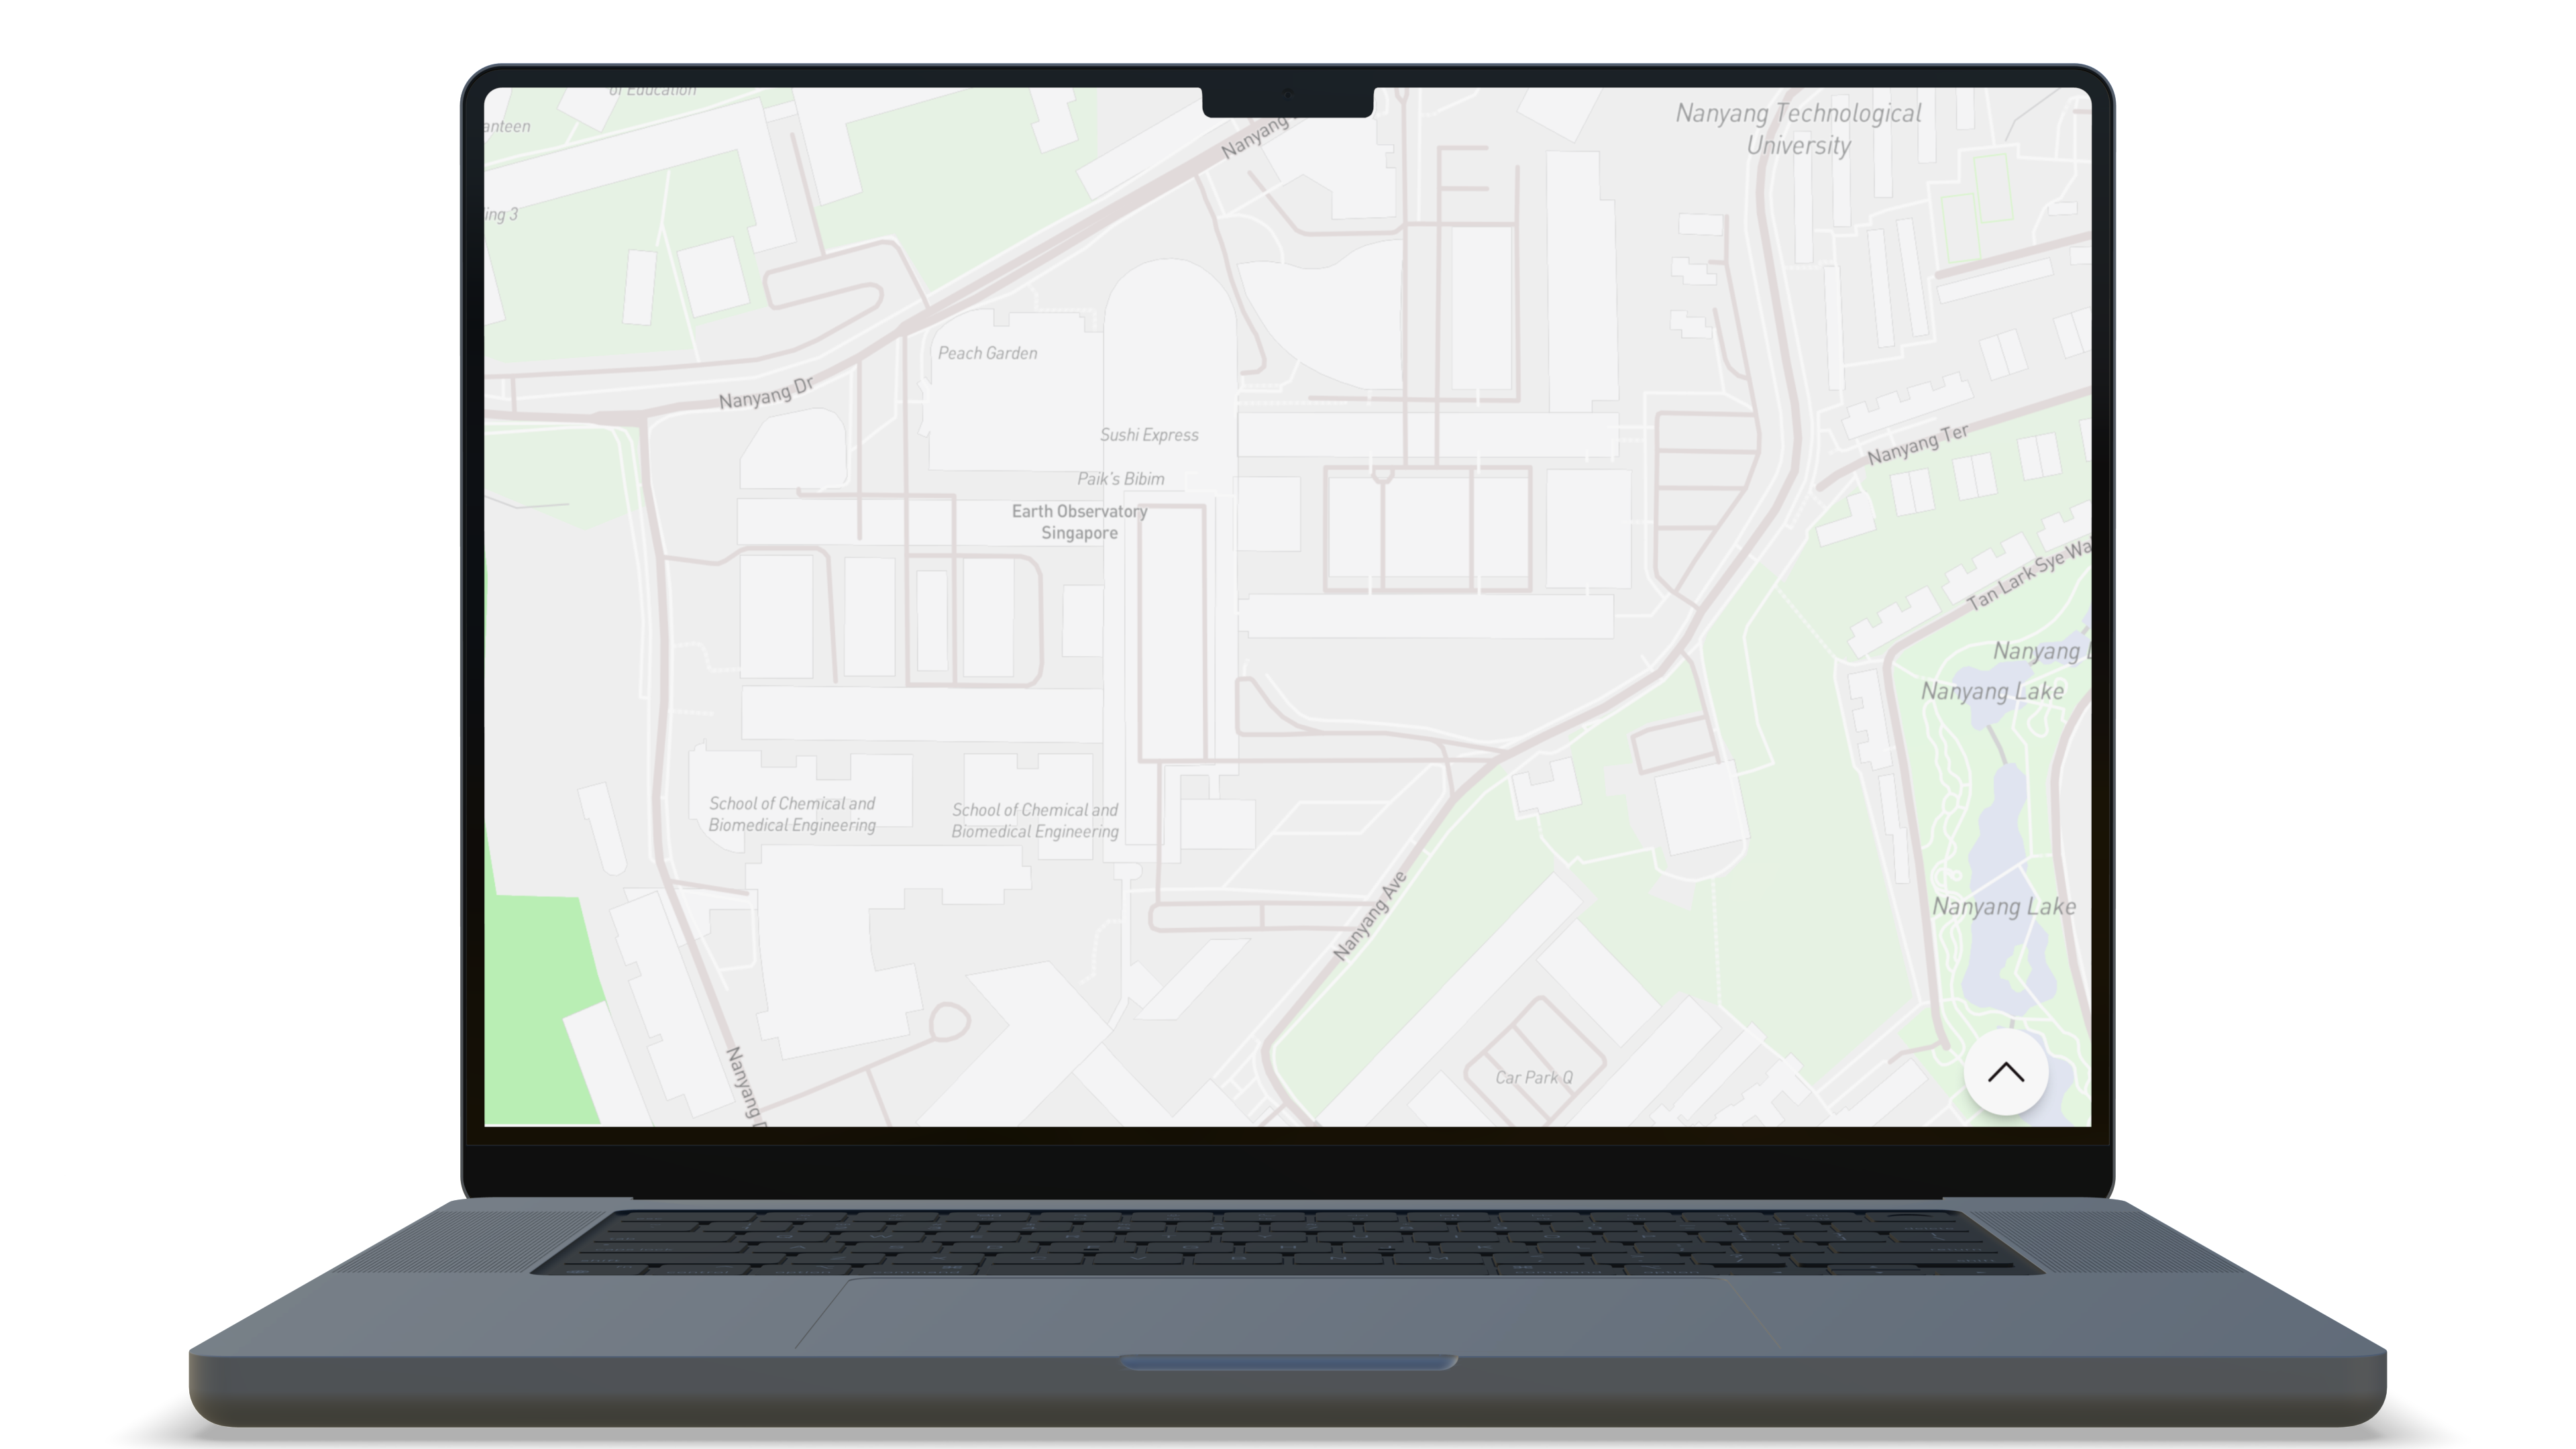 of Education
anteen
Nanyang
Nanyang Technological
University
ing 3
Peach Garden
Nanyang Dr
Sushi Express
Nanyang Ter
Paik's Bibim
Earth Observatory
Singapore
Tan Lark Sye Wa
Nanyang L
Nanyang Lake
School of Chemical and
Biomedical Engineering
School of Chemical and
Biomedical Engineering
Nanyang Ave
Nanyang Lake
Nanyang D
Car Park Q